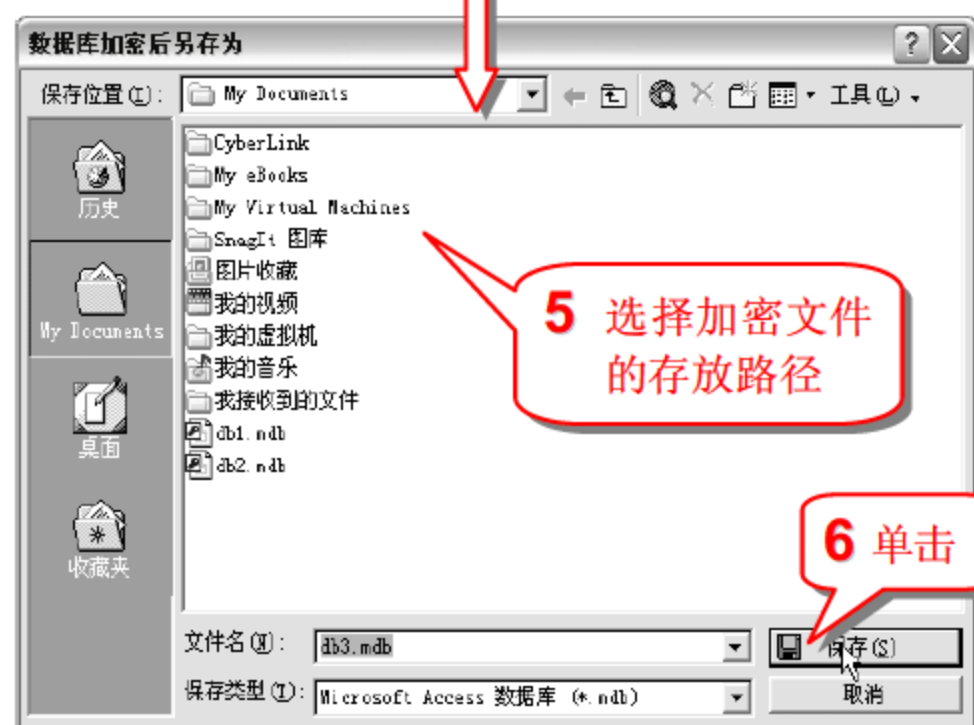 数据库加密后另存为
保存位置(I):
My Documents
工具(L)
历史
My Documents
桌面
收藏夹
CyberLink
My eBooks
My Virtual Machines
SnagIt 图库
图片收藏
我的视频
我的虚拟机
我的音乐
我接收到的文件
db1.mdb
db2.mdb
5 选择加密文件
的存放路径
6 单击
文件名(N):
db3.mdb
保存(S)
保存类型(T):
Microsoft Access 数据库 (*.mdb)
取消